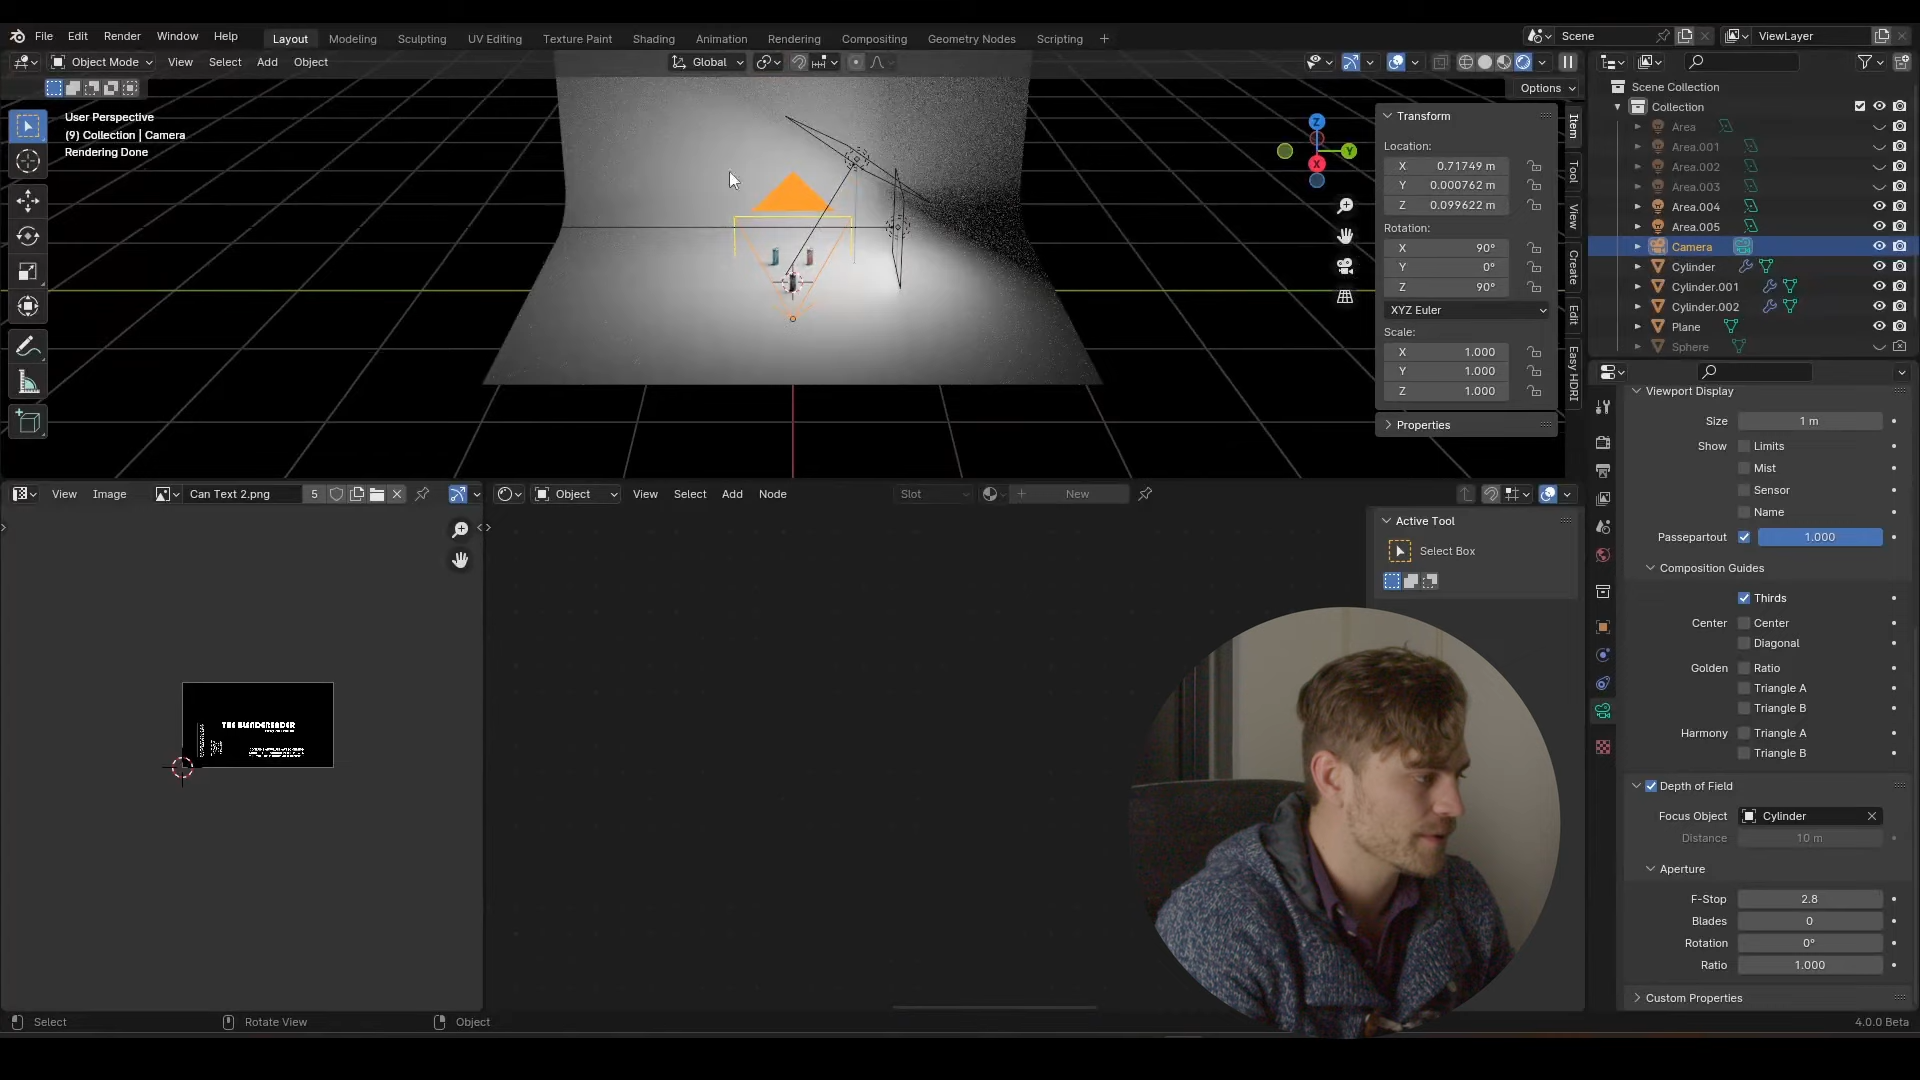 File Edit Render Window Help Layout Modeling Sculpting UV Editing Texture Paint Shading Animation Rendering Compositing Geometry Nodes Scripting + Scene ViewLayer
Object Mode View Select Add Object Global
Options
User Perspective
(9) Collection | Camera
Rendering Done
Z
Y
X
Transform
Location:
X 0.71749 m
Y 0.000762 m
Z 0.099622 m
Rotation:
X 90°
Y 0°
Z 90°
XYZ Euler
Scale:
X 1.000
Y 1.000
Z 1.000
Properties
Item
Tool
View
Create
Edit
Easy HDRI
Scene Collection
Collection
Area
Area.001
Area.002
Area.003
Area.004
Area.005
Camera
Cylinder
Cylinder.001
Cylinder.002
Plane
Sphere
Viewport Display
Size 1 m
Show Limits
Mist
Sensor
Name
Passepartout 1.000
Composition Guides
Thirds
Center Center
Diagonal
Golden Ratio
Triangle A
Triangle B
Harmony Triangle A
Triangle B
Depth of Field
Focus Object Cylinder
Distance 10 m
Aperture
F-Stop 2.8
Blades 0
Rotation 0°
Ratio 1.000
Custom Properties
View Image Can Text 2.png 5
Object View Select Add Node Slot New
Active Tool
Select Box
Select Rotate View Object
4.0.0 Beta